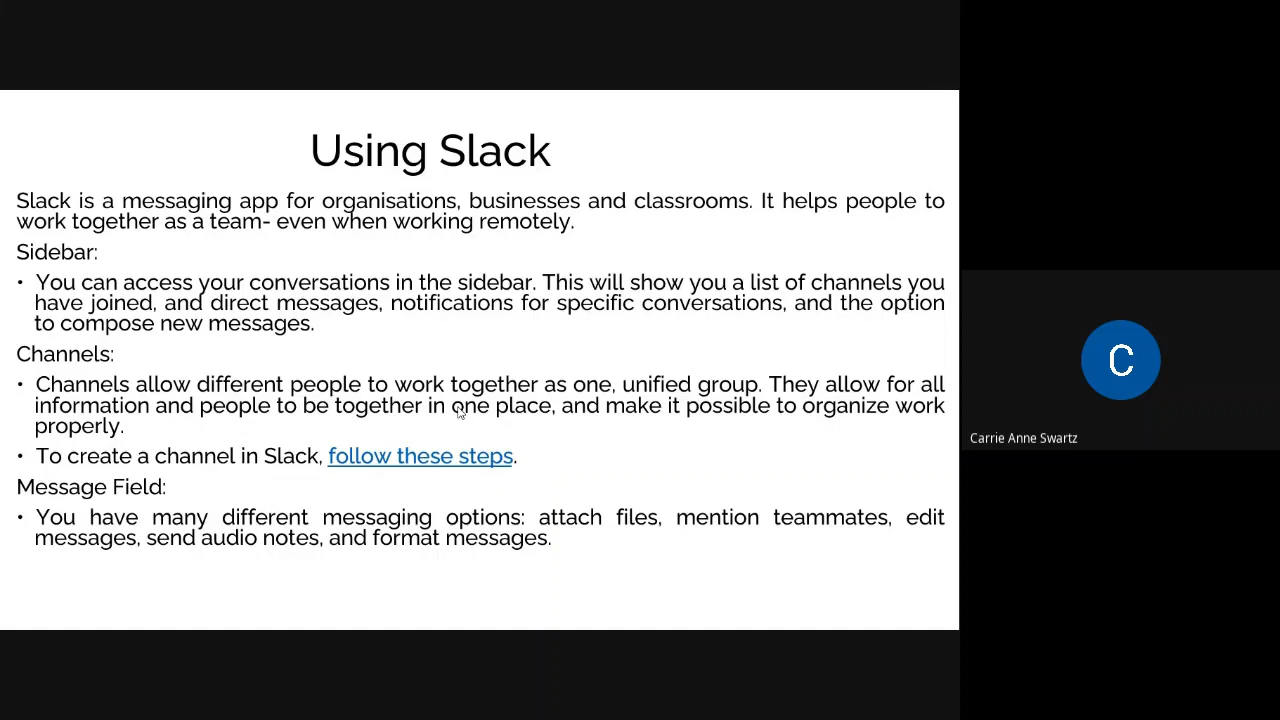 Using Slack
Slack is a messaging app for organisations, businesses and classrooms. It helps people to
work together as a team- even when working remotely.
Sidebar:
• You can access your conversations in the sidebar. This will show you a list of channels you
have joined, and direct messages, notifications for specific conversations, and the option
to compose new messages.
Channels:
• Channels allow different people to work together as one, unified group. They allow for all
information and people to be together in one place, and make it possible to organize work
properly.
• To create a channel in Slack, follow these steps.
Message Field:
• You have many different messaging options: attach files, mention teammates, edit
messages, send audio notes, and format messages.
C
Carrie Anne Swartz